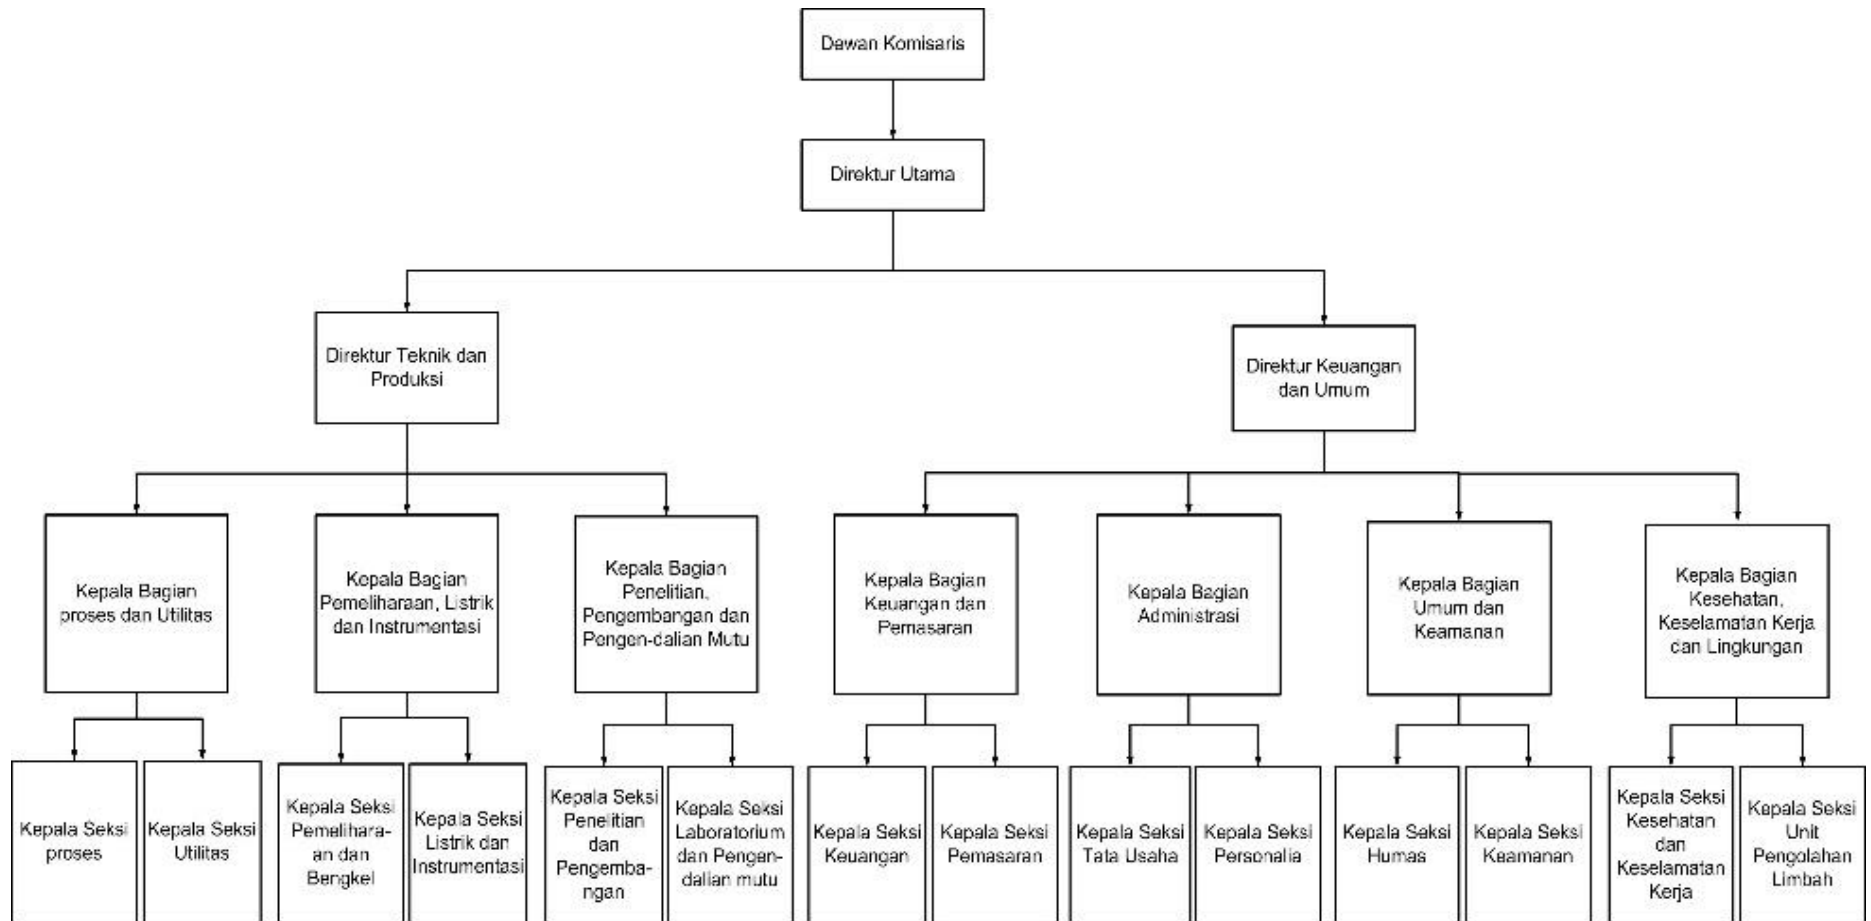 Dewan Komisaris
Direktur Utama
Direktur Teknik dan
Produksi
Direktur Keuangan
dan Umum
Kepala Bagian
proses dan Utilitas
Kepala Bagian
Pemeliharaan, Listrik
dan Instrumentasi
Kepala Bagian
Penelitian,
Pengembangan dan
Pengen-dalian Mutu
Kepala Bagian
Keuangan dan
Pemasaran
Kepala Bagian
Administrasi
Kepala Bagian
Umum dan
Keamanan
Kepala Bagian
Kesehatan,
Keselamatan Kerja
dan Lingkungan
Kepala Seksi
proses
Kepala Seksi
Utilitas
Kepala Seksi
Pemelihara-
an dan
Bengkel
Kepala Seksi
Listrik dan
Instrumentasi
Kepala Seksi
Penelitian
dan
Pengemba-
ngan
Kepala Seksi
Laboratorium
dan Pengen-
dalian mutu
Kepala Seksi
Keuangan
Kepala Seksi
Pemasaran
Kepala Seksi
Tata Usaha
Kepala Seksi
Personalia
Kepala Seksi
Humas
Kepala Seksi
Keamanan
Kepala Seksi
Kesehatan
dan
Keselamatan
Kerja
Kepala Seksi
Unit
Pengolahan
Limbah